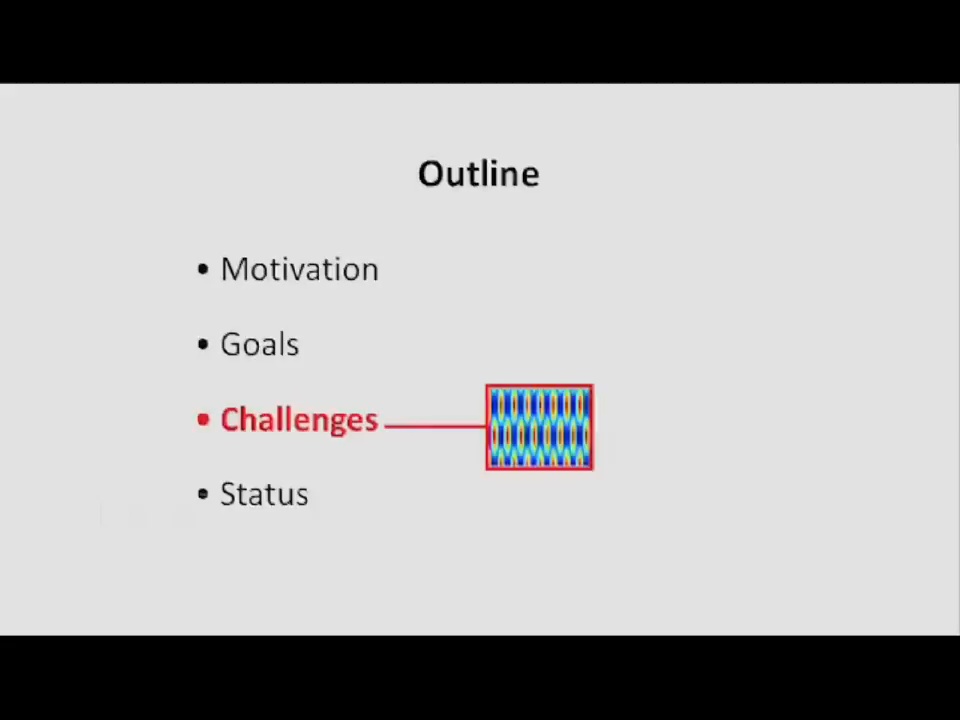 Outline
• Motivation
• Goals
• Challenges
• Status